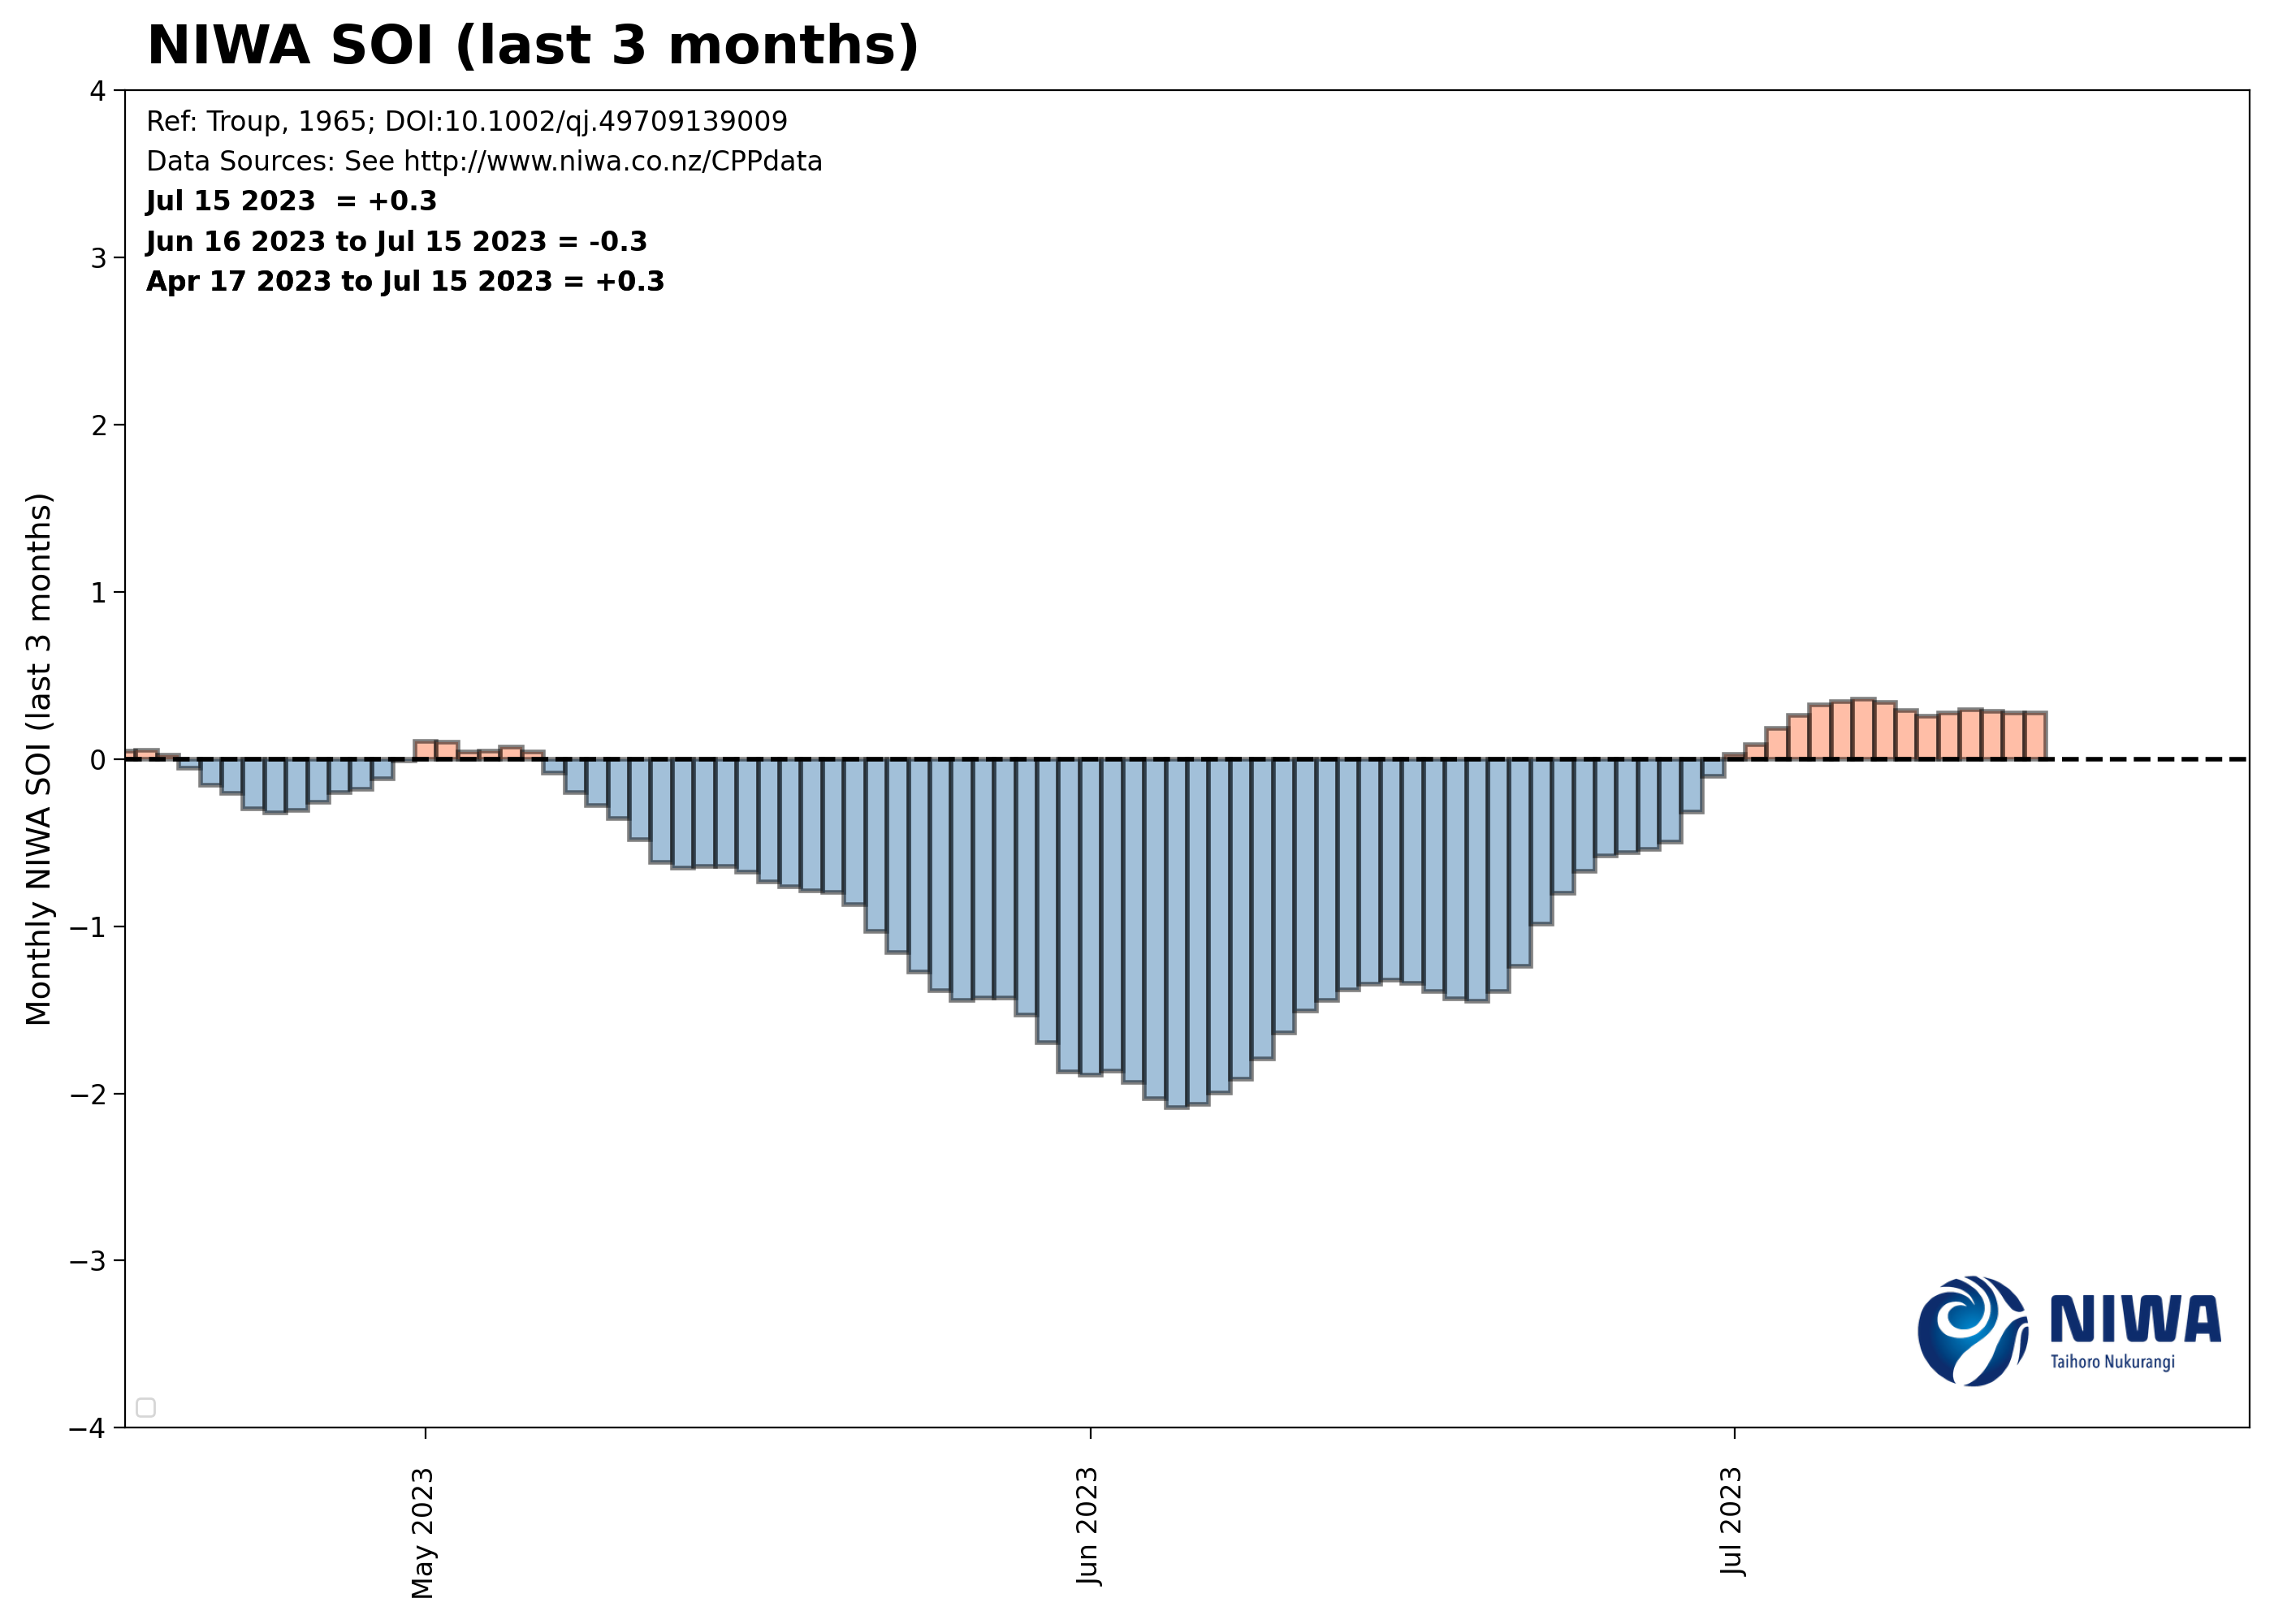 NIWA SOI (last 3 months)
Ref: Troup, 1965; DOI:10.1002/qj.49709139009
Data Sources: See http://www.niwa.co.nz/CPPdata
Jul 15 2023  = +0.3
Jun 16 2023 to Jul 15 2023 = -0.3
Apr 17 2023 to Jul 15 2023 = +0.3
Monthly NIWA SOI (last 3 months)
4
3
2
1
0
−1
−2
−3
−4
May 2023
Jun 2023
Jul 2023
NIWA
Taihoro Nukurangi